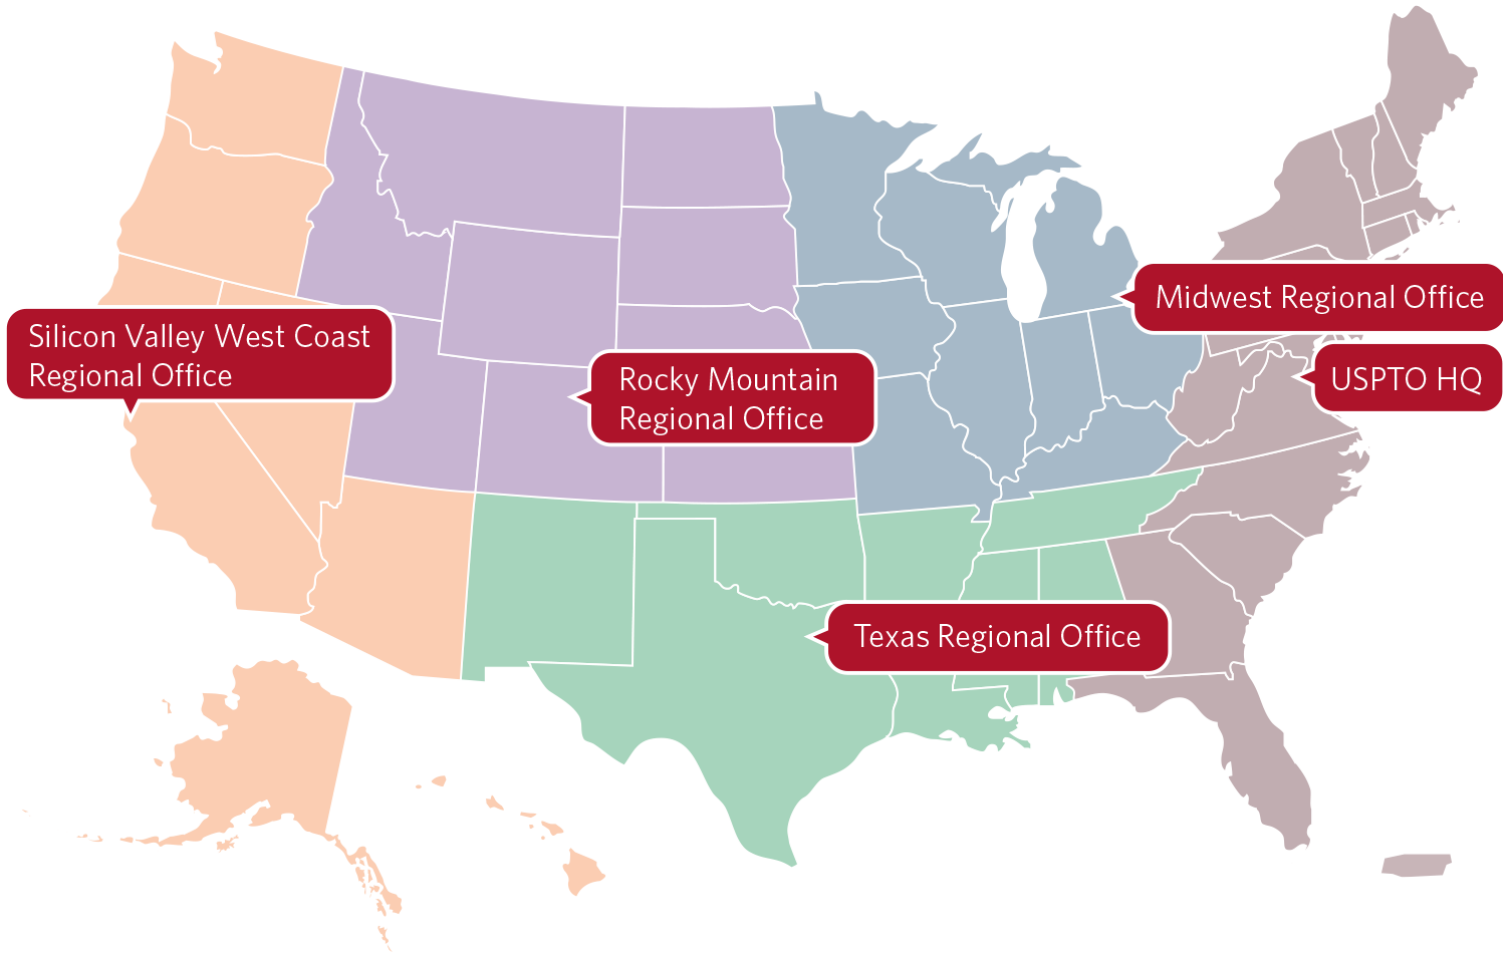 Midwest Regional Office
Silicon Valley West Coast
Regional Office
Rocky Mountain
Regional Office
USPTO HQ
Texas Regional Office